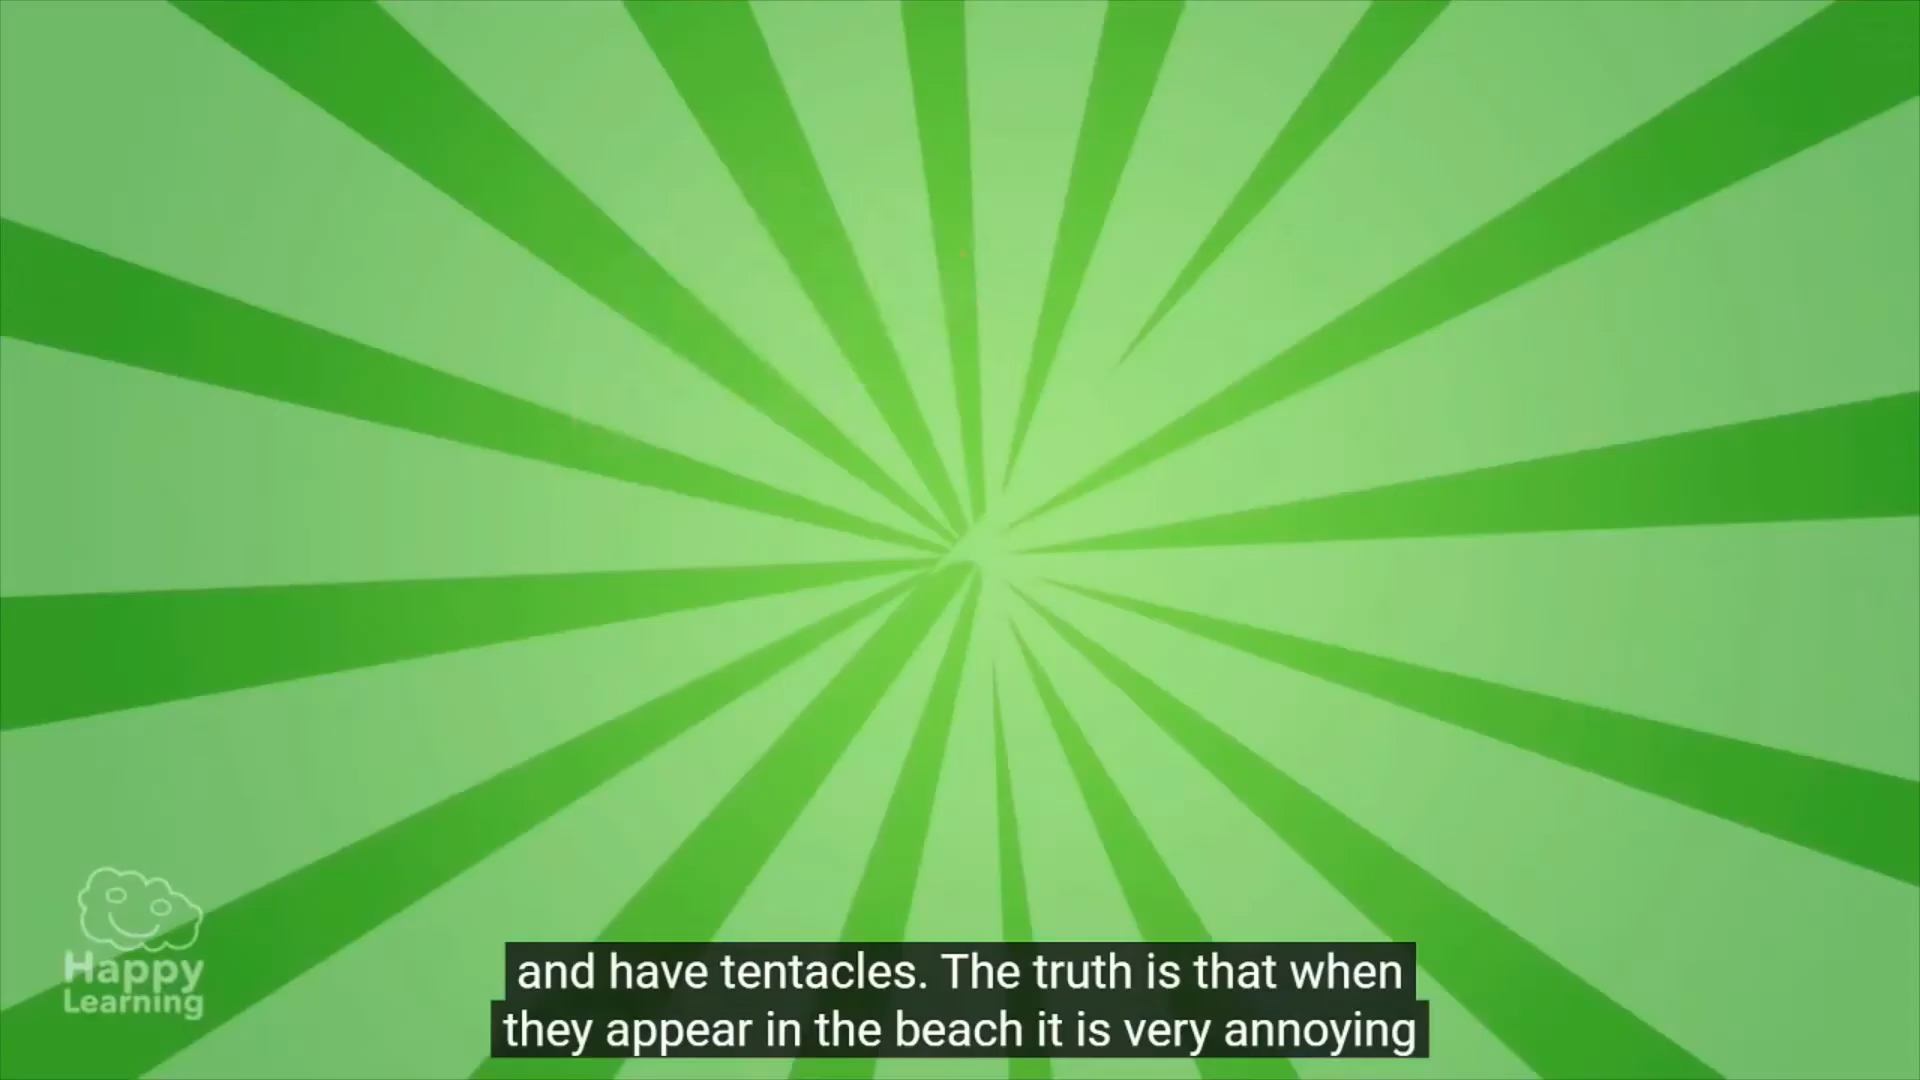 Happy
Learning
and have tentacles. The truth is that when
they appear in the beach it is very annoying